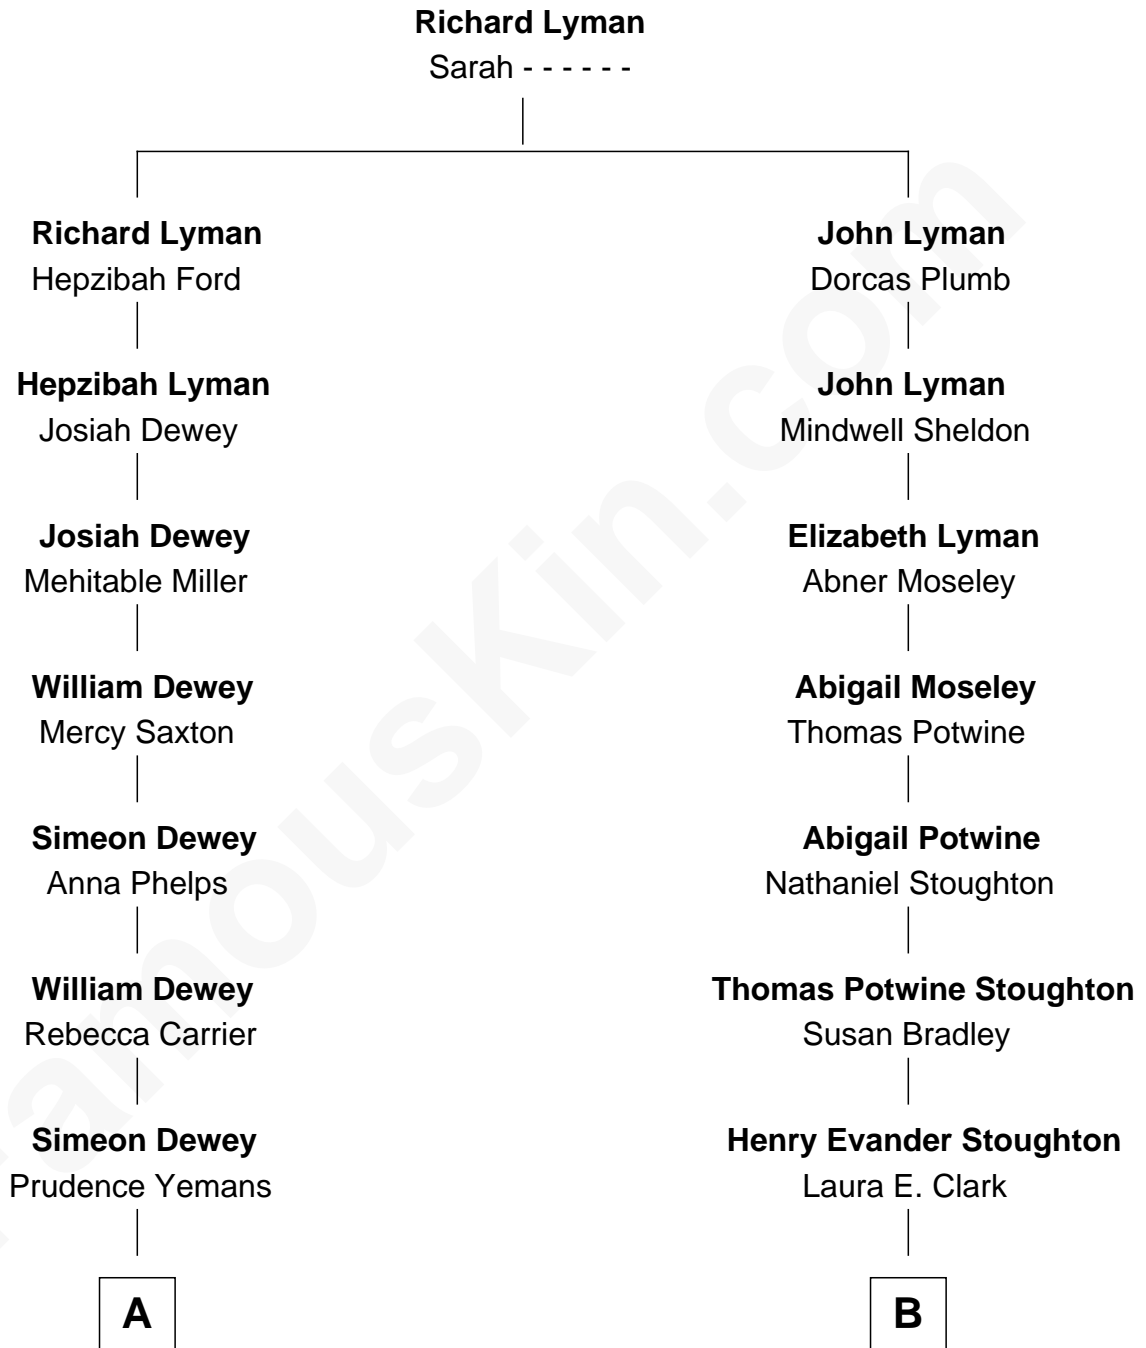 Richard Lyman
Sarah - - - - - -
Richard Lyman
Hepzibah Ford
John Lyman
Dorcas Plumb
Hepzibah Lyman
Josiah Dewey
John Lyman
Mindwell Sheldon
Josiah Dewey
Mehitable Miller
Elizabeth Lyman
Abner Moseley
William Dewey
Mercy Saxton
Abigail Moseley
Thomas Potwine
Simeon Dewey
Anna Phelps
Abigail Potwine
Nathaniel Stoughton
William Dewey
Rebecca Carrier
Thomas Potwine Stoughton
Susan Bradley
Simeon Dewey
Prudence Yemans
Henry Evander Stoughton
Laura E. Clark
A
B
FamousKin.com